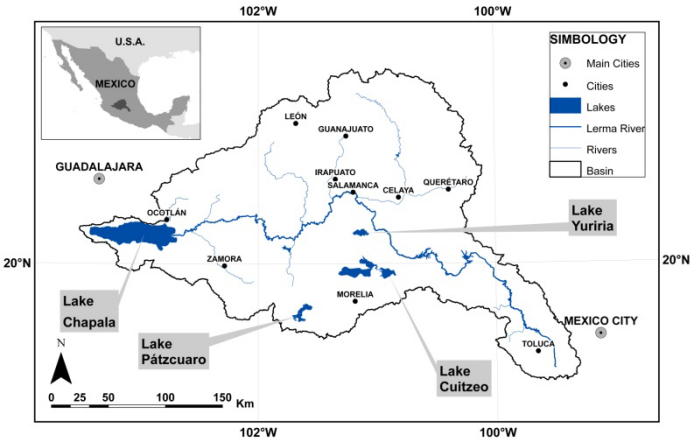 102°W
100°W
U.S.A.
MEXICO
SIMBOLOGY
Main Cities
Cities
Lakes
Lerma River
Rivers
Basin
LEÓN
GUANAJUATO
GUADALAJARA
IRAPUATO
SALAMANCA
CELAYA
QUERÉTARO
OCOTLÁN
Lake
Yuriria
20°N
ZAMORA
20°N
Lake
Chapala
MORELIA
MEXICO CITY
Lake
Pátzcuaro
TOLUCA
N
Lake
Cuitzeo
0 25 50 100 150
Km
102°W
100°W